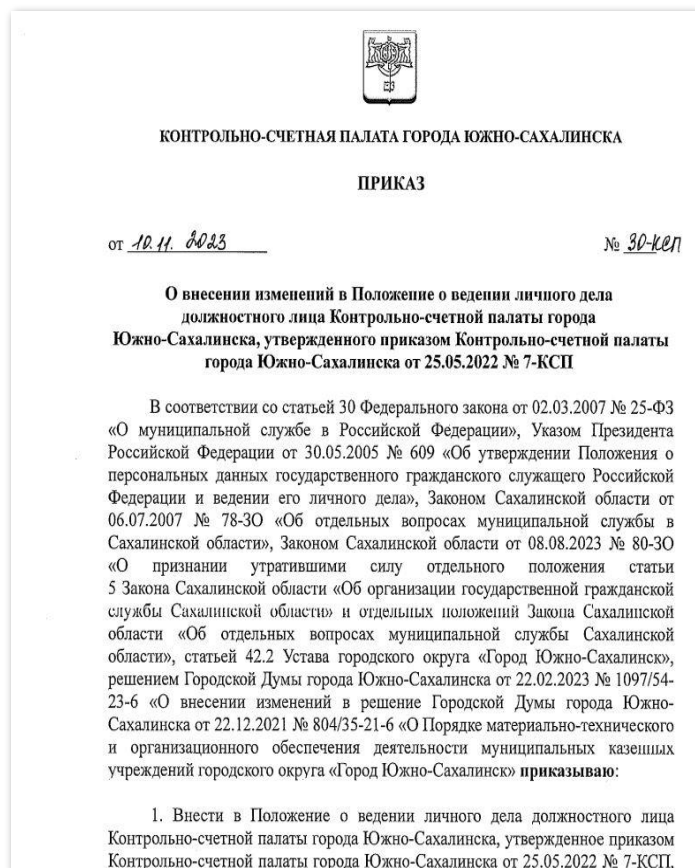 КОНТРОЛЬНО-СЧЕТНАЯ ПАЛАТА ГОРОДА ЮЖНО-САХАЛИНСКА
ПРИКАЗ
от 10.11. 2023 № 30-КСП
О внесении изменений в Положение о ведении личного дела
должностного лица Контрольно-счетной палаты города
Южно-Сахалинска, утвержденного приказом Контрольно-счетной палаты
города Южно-Сахалинска от 25.05.2022 № 7-КСП
В соответствии со статьей 30 Федерального закона от 02.03.2007 № 25-ФЗ
«О муниципальной службе в Российской Федерации», Указом Президента
Российской Федерации от 30.05.2005 № 609 «Об утверждении Положения о
персональных данных государственного гражданского служащего Российской
Федерации и ведении его личного дела», Законом Сахалинской области от
06.07.2007 № 78-ЗО «Об отдельных вопросах муниципальной службы в
Сахалинской области», Законом Сахалинской области от 08.08.2023 № 80-ЗО
«О признании утратившими силу отдельного положения статьи
5 Закона Сахалинской области «Об организации государственной гражданской
службы Сахалинской области» и отдельных положений Закона Сахалинской
области «Об отдельных вопросах муниципальной службы Сахалинской
области», статьей 42.2 Устава городского округа «Город Южно-Сахалинск»,
решением Городской Думы города Южно-Сахалинска от 22.02.2023 № 1097/54-
23-6 «О внесении изменений в решение Городской Думы города Южно-
Сахалинска от 22.12.2021 № 804/35-21-6 «О Порядке материально-технического
и организационного обеспечения деятельности муниципальных казенных
учреждений городского округа «Город Южно-Сахалинск» приказываю:
1. Внести в Положение о ведении личного дела должностного лица
Контрольно-счетной палаты города Южно-Сахалинска, утвержденное приказом
Контрольно-счетной палаты города Южно-Сахалинска от 25.05.2022 № 7-КСП,